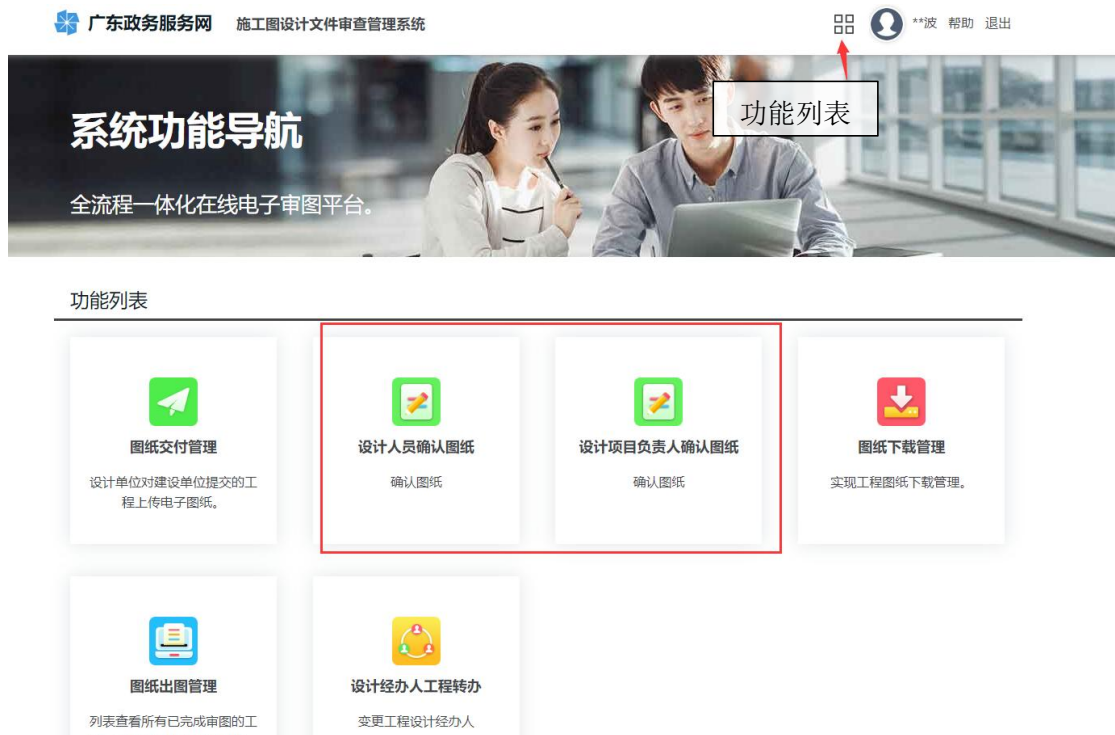 广东政务服务网 施工图设计文件审查管理系统 **波 帮助 退出
功能列表
系统功能导航
全流程一体化在线电子审图平台。
功能列表
图纸交付管理
设计单位对建设单位提交的工
程上传电子图纸。
设计人员确认图纸
确认图纸
设计项目负责人确认图纸
确认图纸
图纸下载管理
实现工程图纸下载管理。
图纸出图管理
列表查看所有已完成审图的工
设计经办人工程转办
变更工程设计经办人